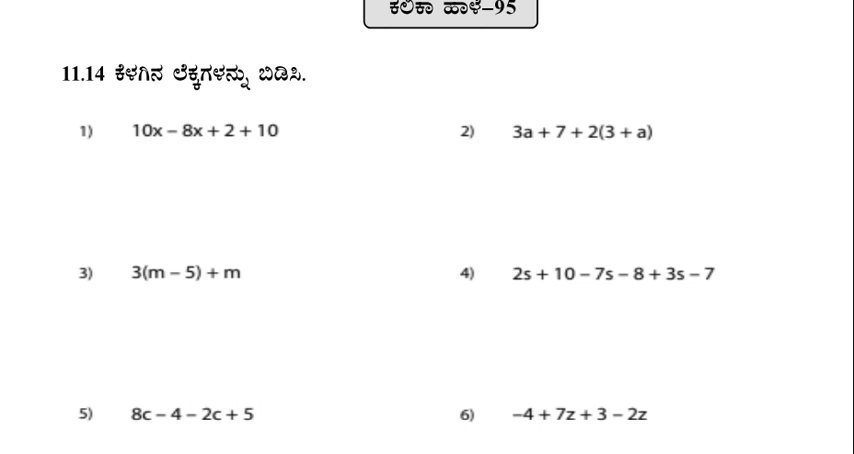 ಕಲಿಕಾ ಹಾಳೆ–95
11.14 ಕೆಳಗಿನ ಲೆಕ್ಕಗಳನ್ನು ಬಿಡಿಸಿ.
1) 10x – 8x + 2 + 10 2) 3a + 7 + 2(3 + a)
3) 3(m – 5) + m 4) 2s + 10 – 7s – 8 + 3s – 7
5) 8c – 4 – 2c + 5 6) –4 + 7z + 3 – 2z